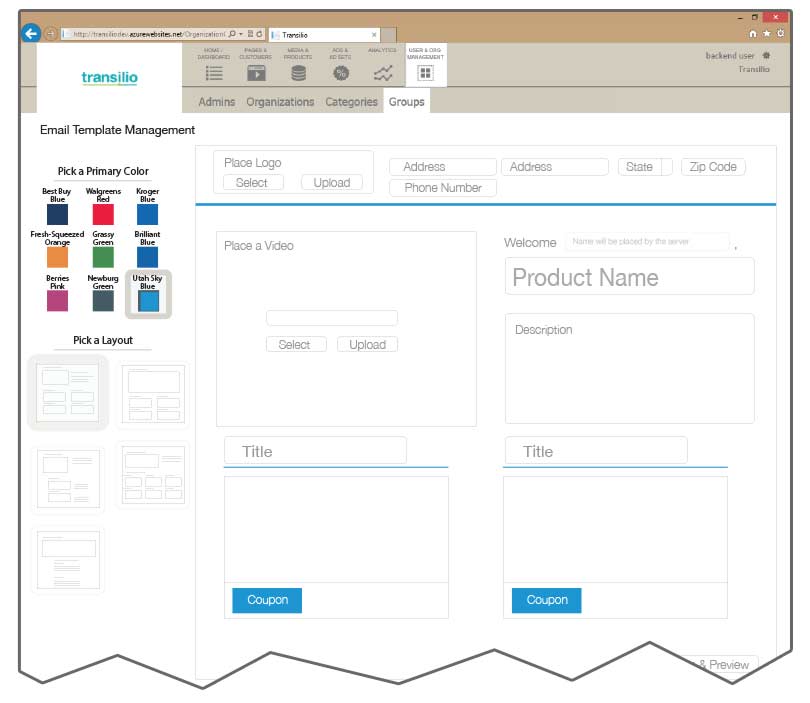 http://transiliodev.azurewebsites.net/Organization/
Transilio
HOME / DASHBOARD
PAGES & CUSTOMERS
MEDIA & PRODUCTS
ADS & AD SETS
ANALYTICS
USER & ORG MANAGEMENT
backend user
Transilio
transilio
Admins Organizations Categories Groups
Email Template Management
Pick a Primary Color
Best Buy Blue
Walgreens Red
Kroger Blue
Fresh-Squeezed Orange
Grassy Green
Brilliant Blue
Berries Pink
Newburg Green
Utah Sky Blue
Pick a Layout
Place Logo
Select Upload
Address Address State Zip Code
Phone Number
Place a Video
Select Upload
Welcome Name will be placed by the server ,
Product Name
Description
Title Title
Coupon Coupon
& Preview